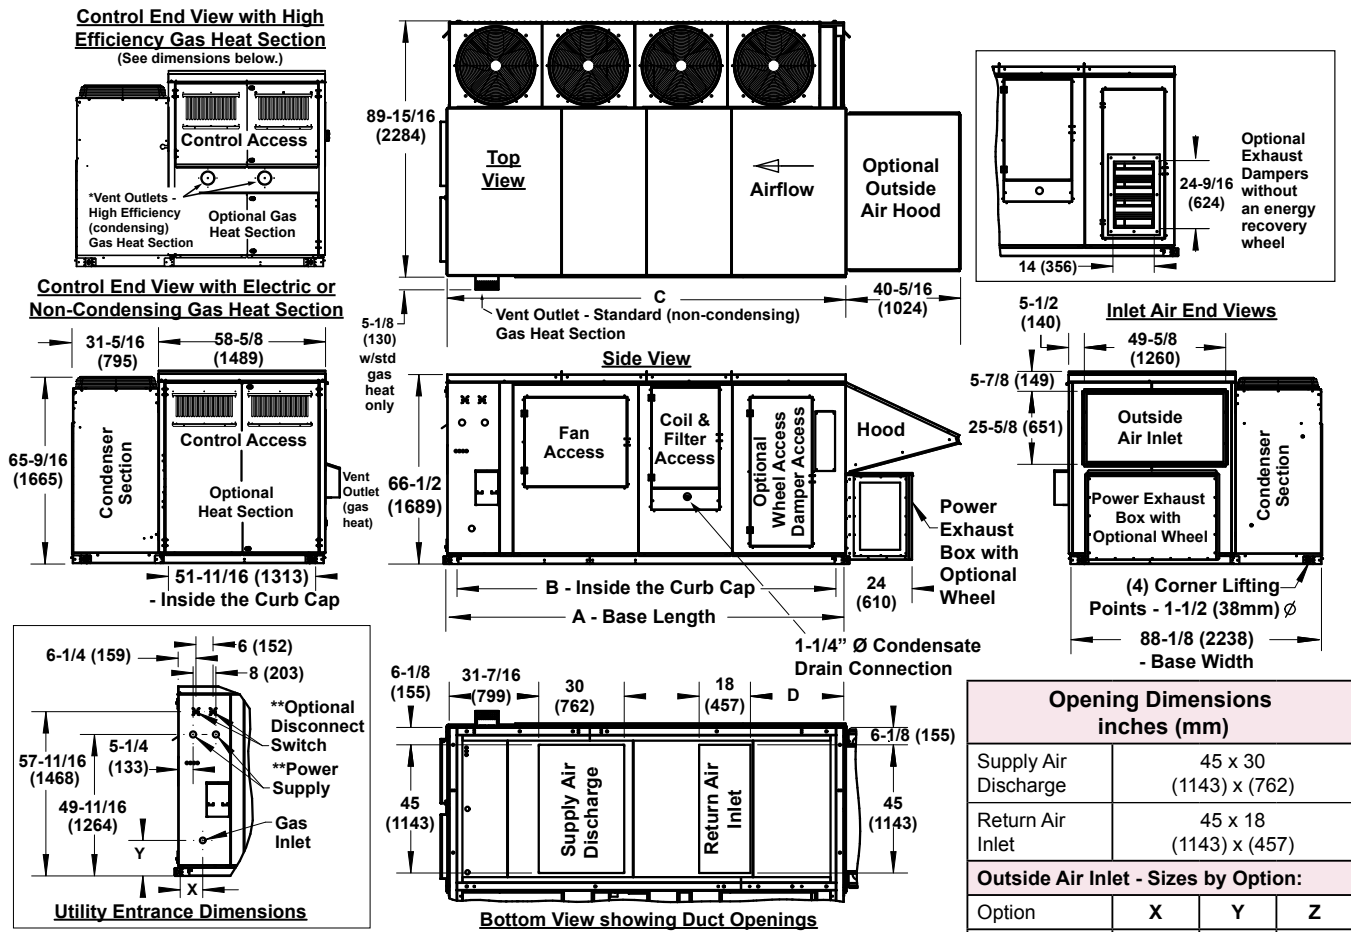 Control End View with High
Efficiency Gas Heat Section
(See dimensions below.)
Control Access
*Vent Outlets -
High Efficiency
(condensing)
Gas Heat Section
Optional Gas
Heat Section
89-15/16
(2284)
Top
View
Airflow
Optional
Outside
Air Hood
C
40-5/16
(1024)
5-1/8
(130)
w/std
gas
heat
only
Vent Outlet - Standard (non-condensing)
Gas Heat Section
Optional
Exhaust
Dampers
without
an energy
recovery
wheel
24-9/16
(624)
14 (356)
Control End View with Electric or
Non-Condensing Gas Heat Section
31-5/16
(795)
58-5/8
(1489)
65-9/16
(1665)
Condenser
Section
Control Access
Optional
Heat Section
Vent
Outlet
(gas
heat)
51-11/16 (1313)
- Inside the Curb Cap
Side View
66-1/2
(1689)
Fan
Access
Coil &
Filter
Access
Optional
Wheel Access
Damper Access
Hood
Power
Exhaust
Box with
Optional
Wheel
24
(610)
B - Inside the Curb Cap
A - Base Length
1-1/4” Ø Condensate
Drain Connection
Inlet Air End Views
5-1/2
(140)
49-5/8
(1260)
5-7/8 (149)
25-5/8 (651)
Outside
Air Inlet
Power Exhaust
Box with
Optional Wheel
Condenser
Section
(4) Corner Lifting
Points - 1-1/2 (38mm) Ø
88-1/8 (2238)
- Base Width
6 (152)
6-1/4 (159)
8 (203)
**Optional
Disconnect
Switch
5-1/4
(133)
**Power
Supply
57-11/16
(1468)
49-11/16
(1264)
Gas
Inlet
Y
X
Utility Entrance Dimensions
6-1/8
(155)
31-7/16
(799)
30
(762)
18
(457)
D
6-1/8 (155)
45
(1143)
Supply Air
Discharge
Return Air
Inlet
45
(1143)
Bottom View showing Duct Openings
Opening Dimensions
inches (mm)
Supply Air
Discharge
45 x 30
(1143) x (762)
Return Air
Inlet
45 x 18
(1143) x (457)
Outside Air Inlet - Sizes by Option:
Option X Y Z